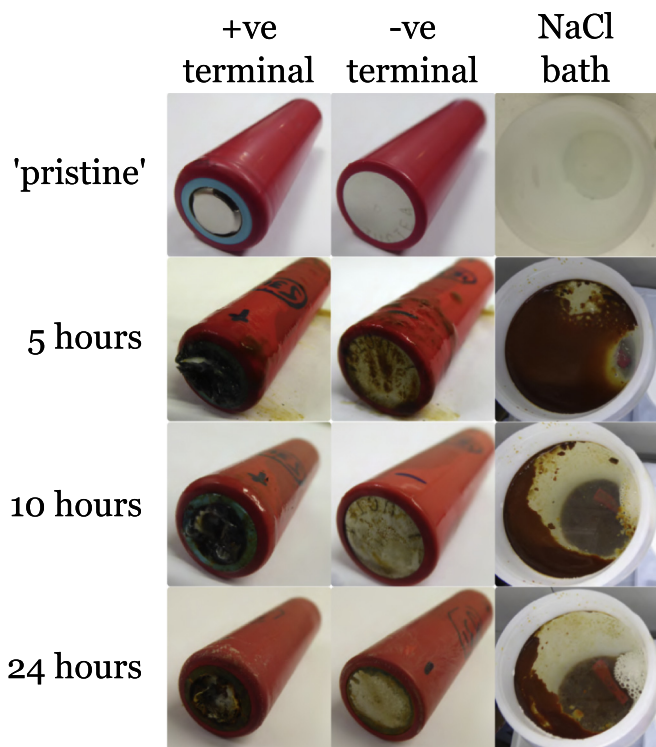 +ve
terminal
-ve
terminal
NaCl
bath
'pristine'
5 hours
10 hours
24 hours